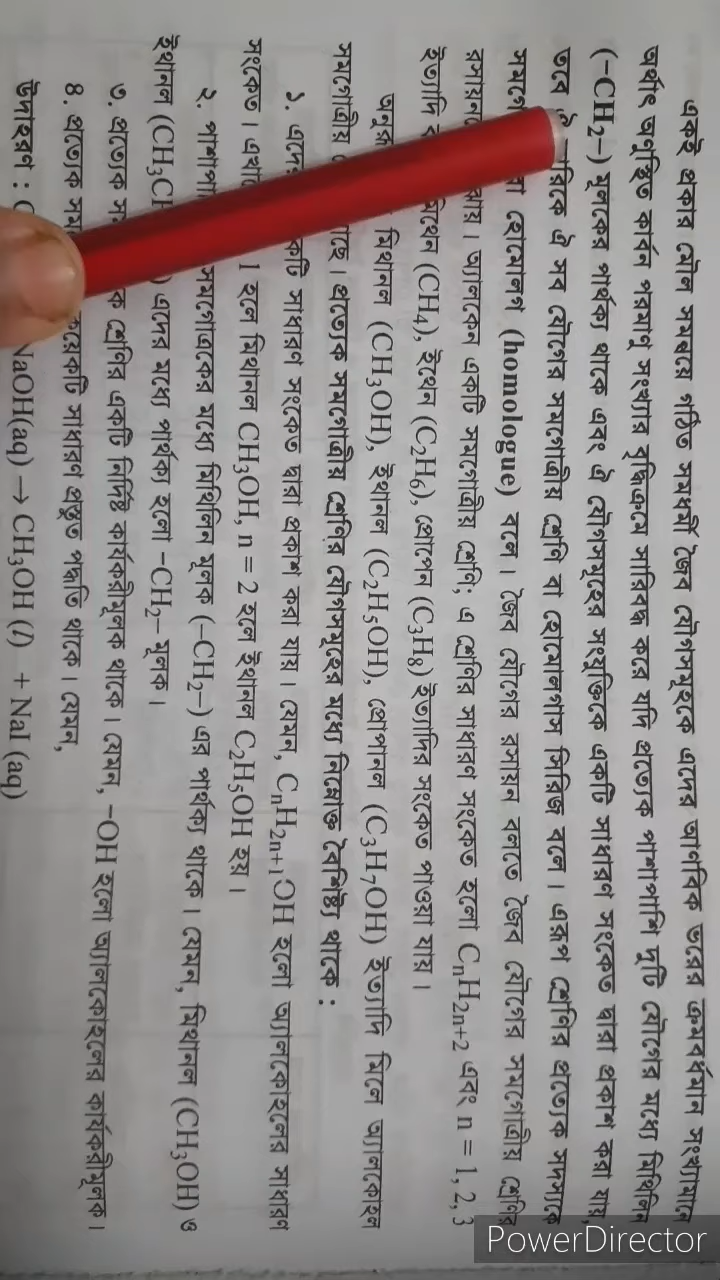 একই প্রকার মৌল সমন্বয়ে গঠিত সমধর্মী জৈব যৌগসমূহকে এদের আণবিক ভরের ক্রমবর্ধমান সংখ্যামানে
অর্থাৎ অণুস্থিত কার্বন পরমাণু সংখ্যার বৃদ্ধিক্রমে সারিবদ্ধ করে যদি প্রত্যেক পাশাপাশি দুটি যৌগের মধ্যে মিথিলিন
(–CH2–) মূলকের পার্থক্য থাকে এবং ঐ যৌগসমূহের সংযুক্তিকে একটি সাধারণ সংকেত দ্বারা প্রকাশ করা যায়,
তবে ঐ সারিকে ঐ সব যৌগের সমগোত্রীয় শ্রেণি বা হোমোলগাস সিরিজ বলে। এরূপ শ্রেণির প্রত্যেক সদস্যকে
হোমোলগ (homologue) বলে। জৈব যৌগের রসায়ন বলতে জৈব যৌগের সমগোত্রীয় শ্রেণির
অ্যালকেন একটি সমগোত্রীয় শ্রেণি; এ শ্রেণির সাধারণ সংকেত হলো CnH2n+2 এবং n = 1, 2, 3
ইত্যাদি মিথেন (CH4), ইথেন (C2H6), প্রোপেন (C3H8) ইত্যাদির সংকেত পাওয়া যায়।
মিথানল (CH3OH), ইথানল (C2H5OH), প্রোপানল (C3H7OH) ইত্যাদি মিলে অ্যালকোহল
সমগোত্রীয় আছে। প্রত্যেক সমগোত্রীয় শ্রেণির যৌগসমূহের মধ্যে নিম্নোক্ত বৈশিষ্ট্য থাকে :
১. সাধারণ সংকেত দ্বারা প্রকাশ করা যায়। যেমন, CnH2n+1OH হলো অ্যালকোহলের সাধারণ
সংকেত। 1 হলে মিথানল CH3OH, n = 2 হলে ইথানল C2H5OH হয়।
২. সমগোত্রকের মধ্যে মিথিলিন মূলক (–CH2–) এর পার্থক্য থাকে। যেমন, মিথানল (CH3OH) ও
ইথানল এদের মধ্যে পার্থক্য হলো –CH2– মূলক।
৩. প্রত্যেক শ্রেণির একটি নির্দিষ্ট কার্যকরীমূলক থাকে। যেমন, –OH হলো অ্যালকোহলের কার্যকরীমূলক।
৪. প্রত্যেক কয়েকটি সাধারণ প্রস্তুত পদ্ধতি থাকে। যেমন,
উদাহরণ : NaOH(aq) → CH3OH (l) + NaI (aq)
PowerDirector